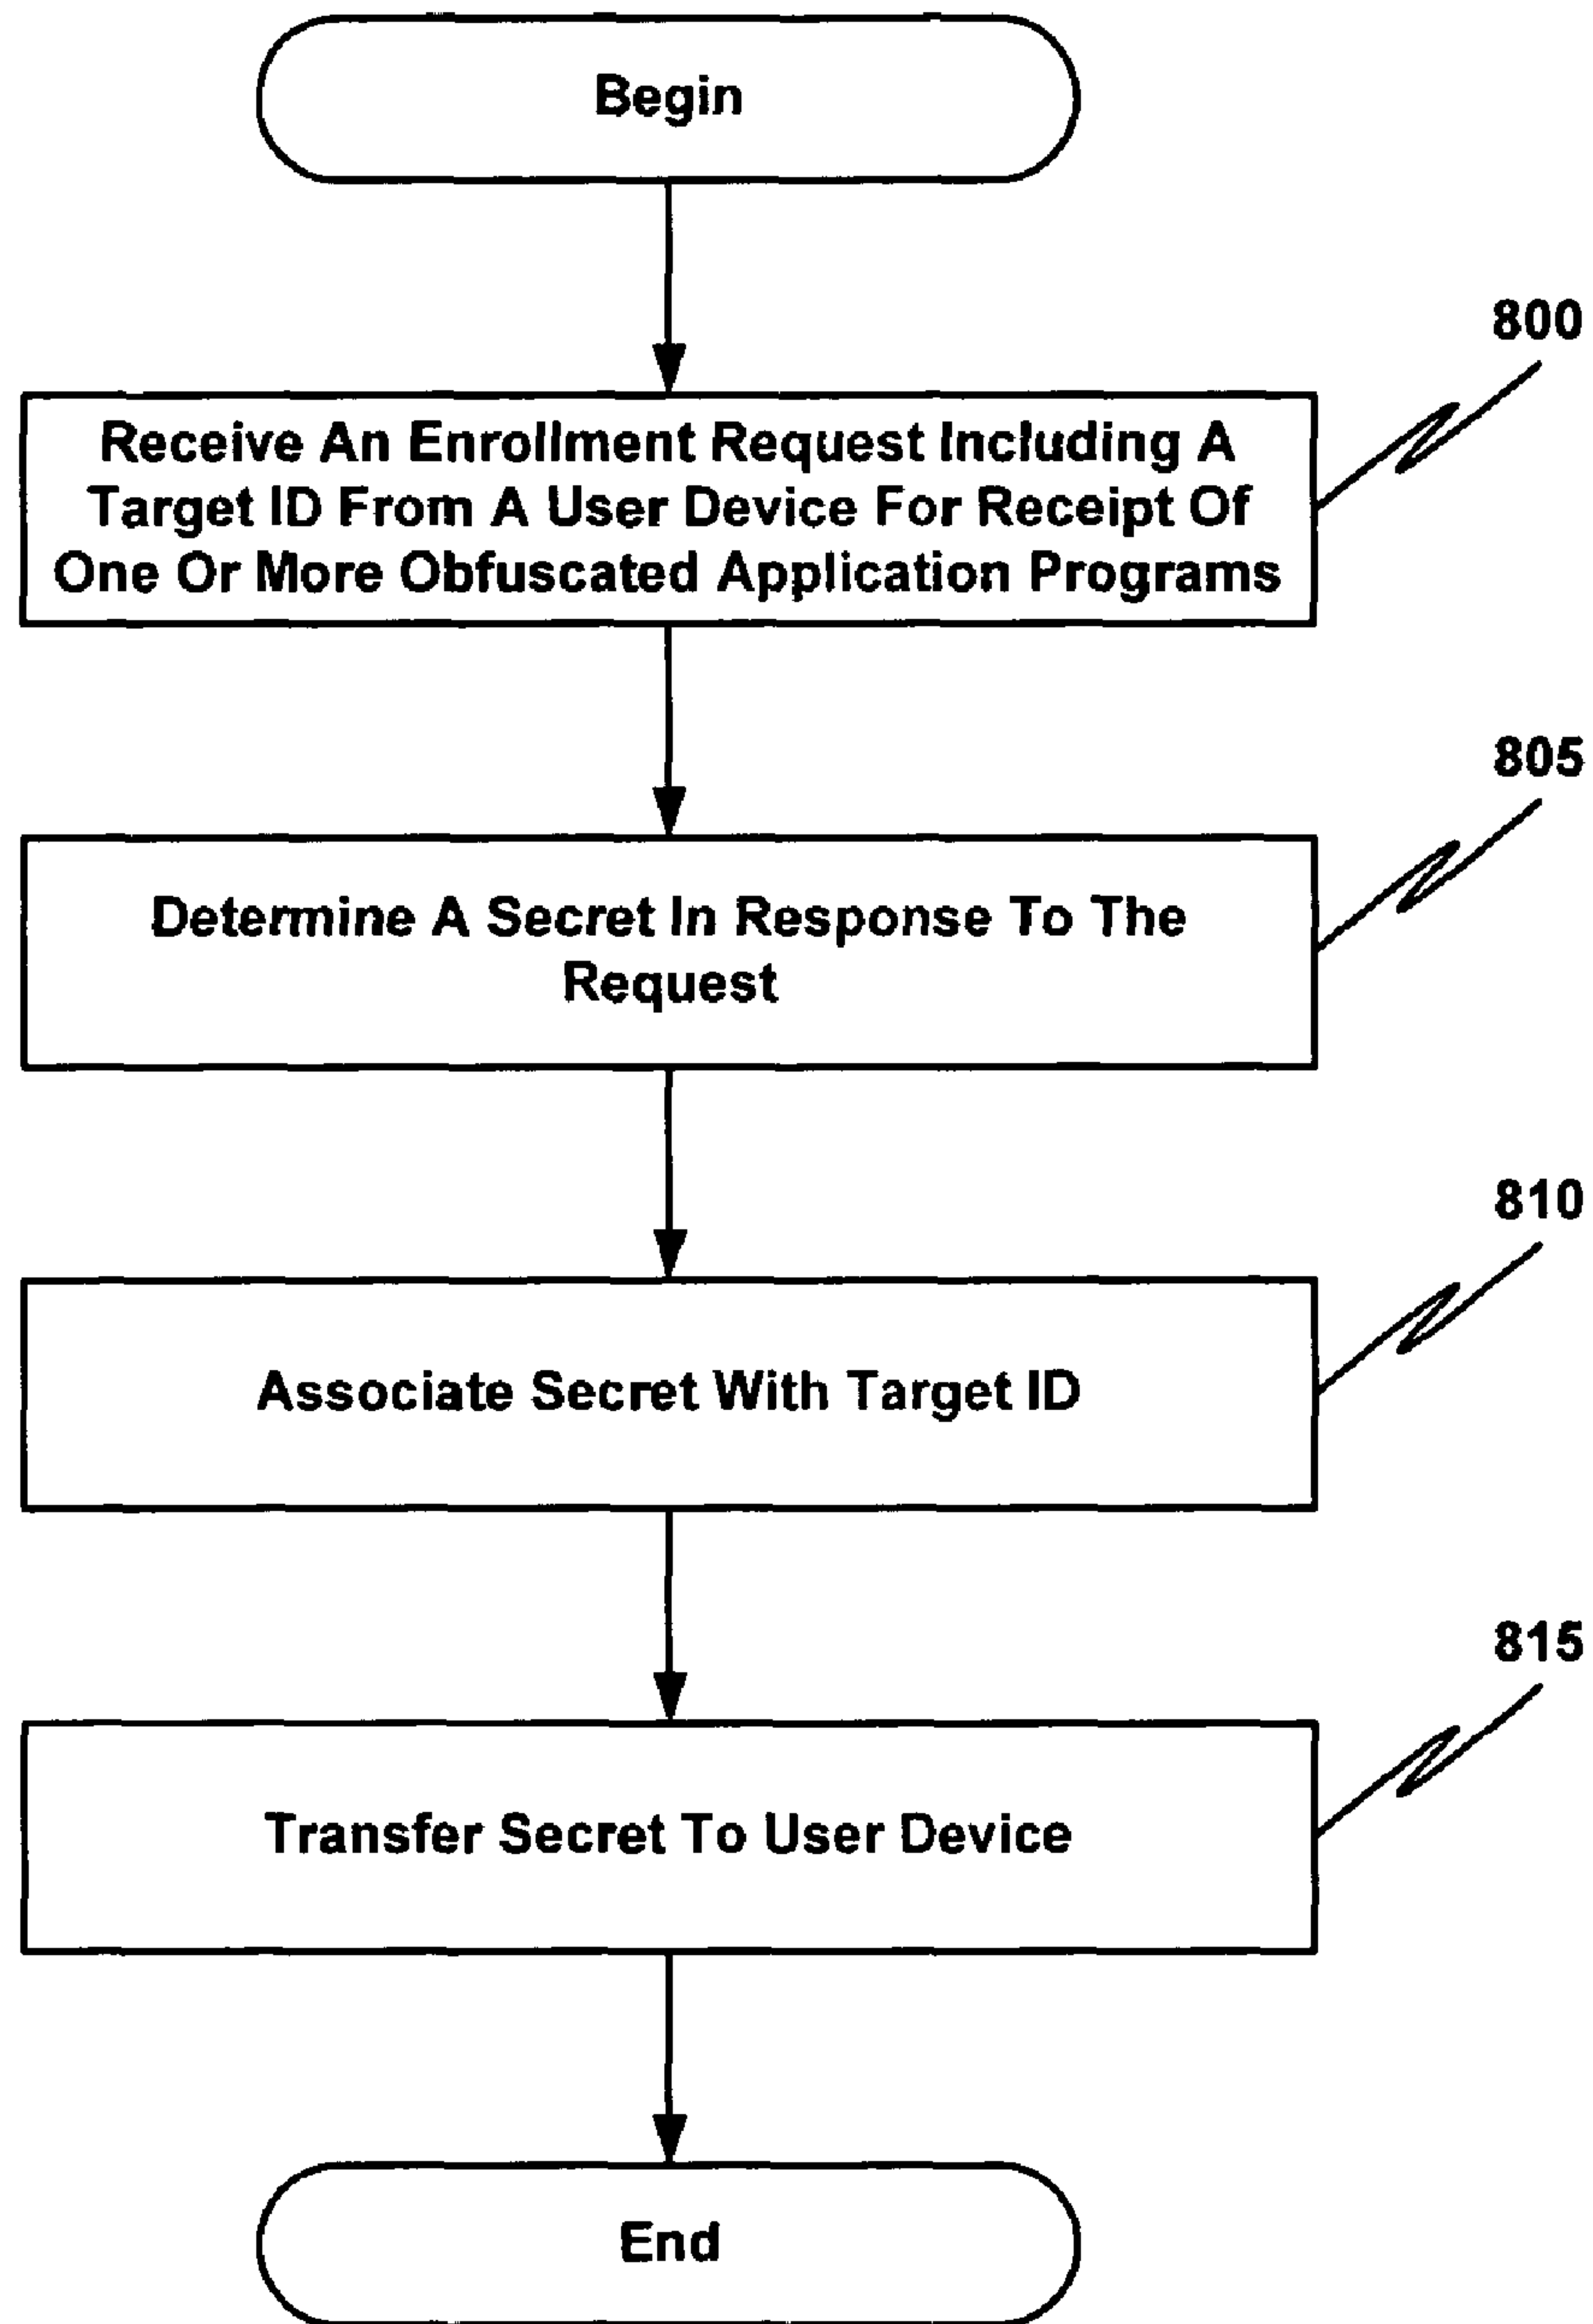 Begin
800
Receive An Enrollment Request Including A
Target ID From A User Device For Receipt Of
One Or More Obfuscated Application Programs
805
Determine A Secret In Response To The
Request
810
Associate Secret With Target ID
815
Transfer Secret To User Device
End